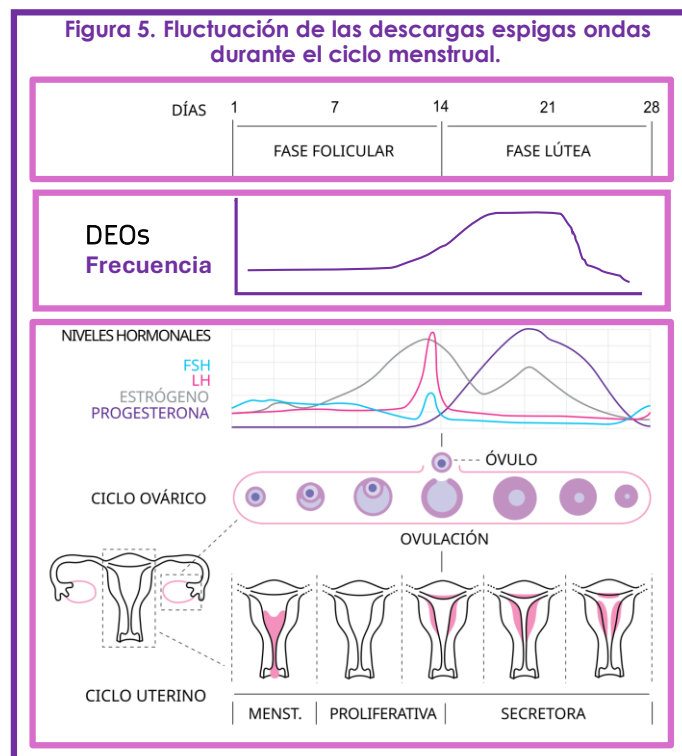 Figura 5. Fluctuación de las descargas espigas ondas
durante el ciclo menstrual.
DÍAS 1 7 14 21 28
FASE FOLICULAR FASE LÚTEA
DEOs
Frecuencia
NIVELES HORMONALES
FSH
LH
ESTRÓGENO
PROGESTERONA
ÓVULO
CICLO OVÁRICO
OVULACIÓN
CICLO UTERINO
MENST. PROLIFERATIVA SECRETORA